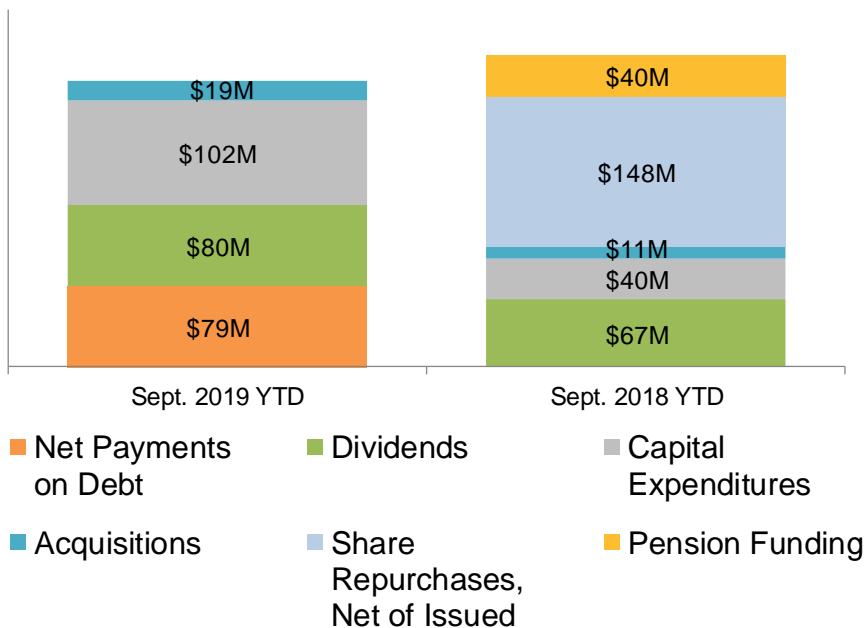 $19M
$102M
$80M
$79M
$40M
$148M
$11M
$40M
$67M
Sept. 2019 YTD
Sept. 2018 YTD
Net Payments
on Debt
Dividends
Capital
Expenditures
Acquisitions
Share
Repurchases,
Net of Issued
Pension Funding